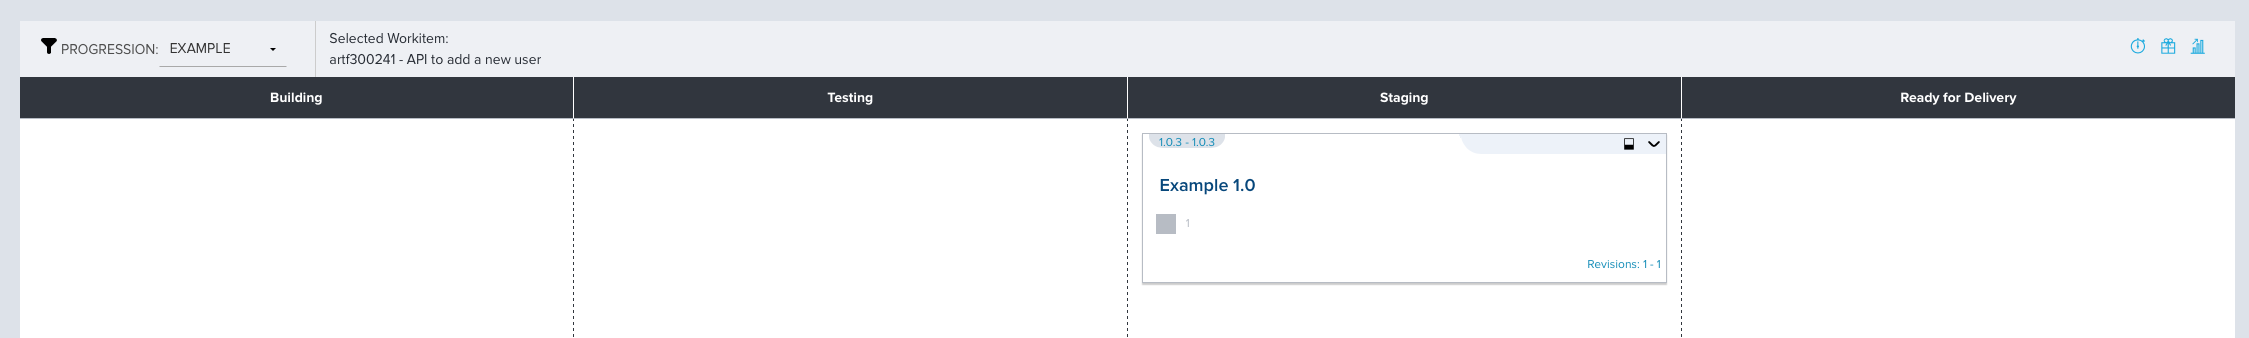 PROGRESSION: EXAMPLE
Selected Workitem:
artf300241 - API to add a new user
Building
Testing
Staging
Ready for Delivery
1.0.3 - 1.0.3
Example 1.0
1
Revisions: 1 - 1